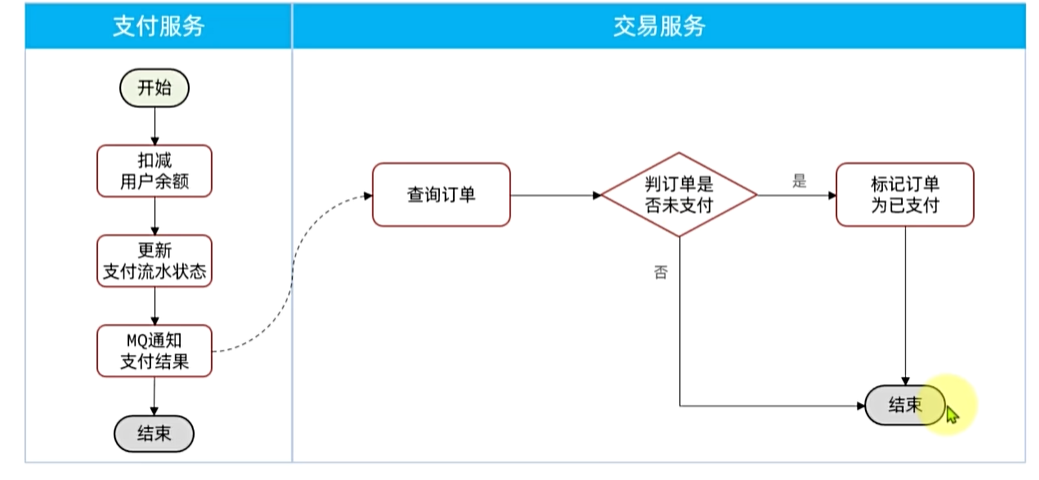 支付服务
交易服务
开始
扣减
用户余额
更新
支付流水状态
MQ通知
支付结果
结束
查询订单
判订单是
否未支付
是
否
标记订单
为已支付
结束